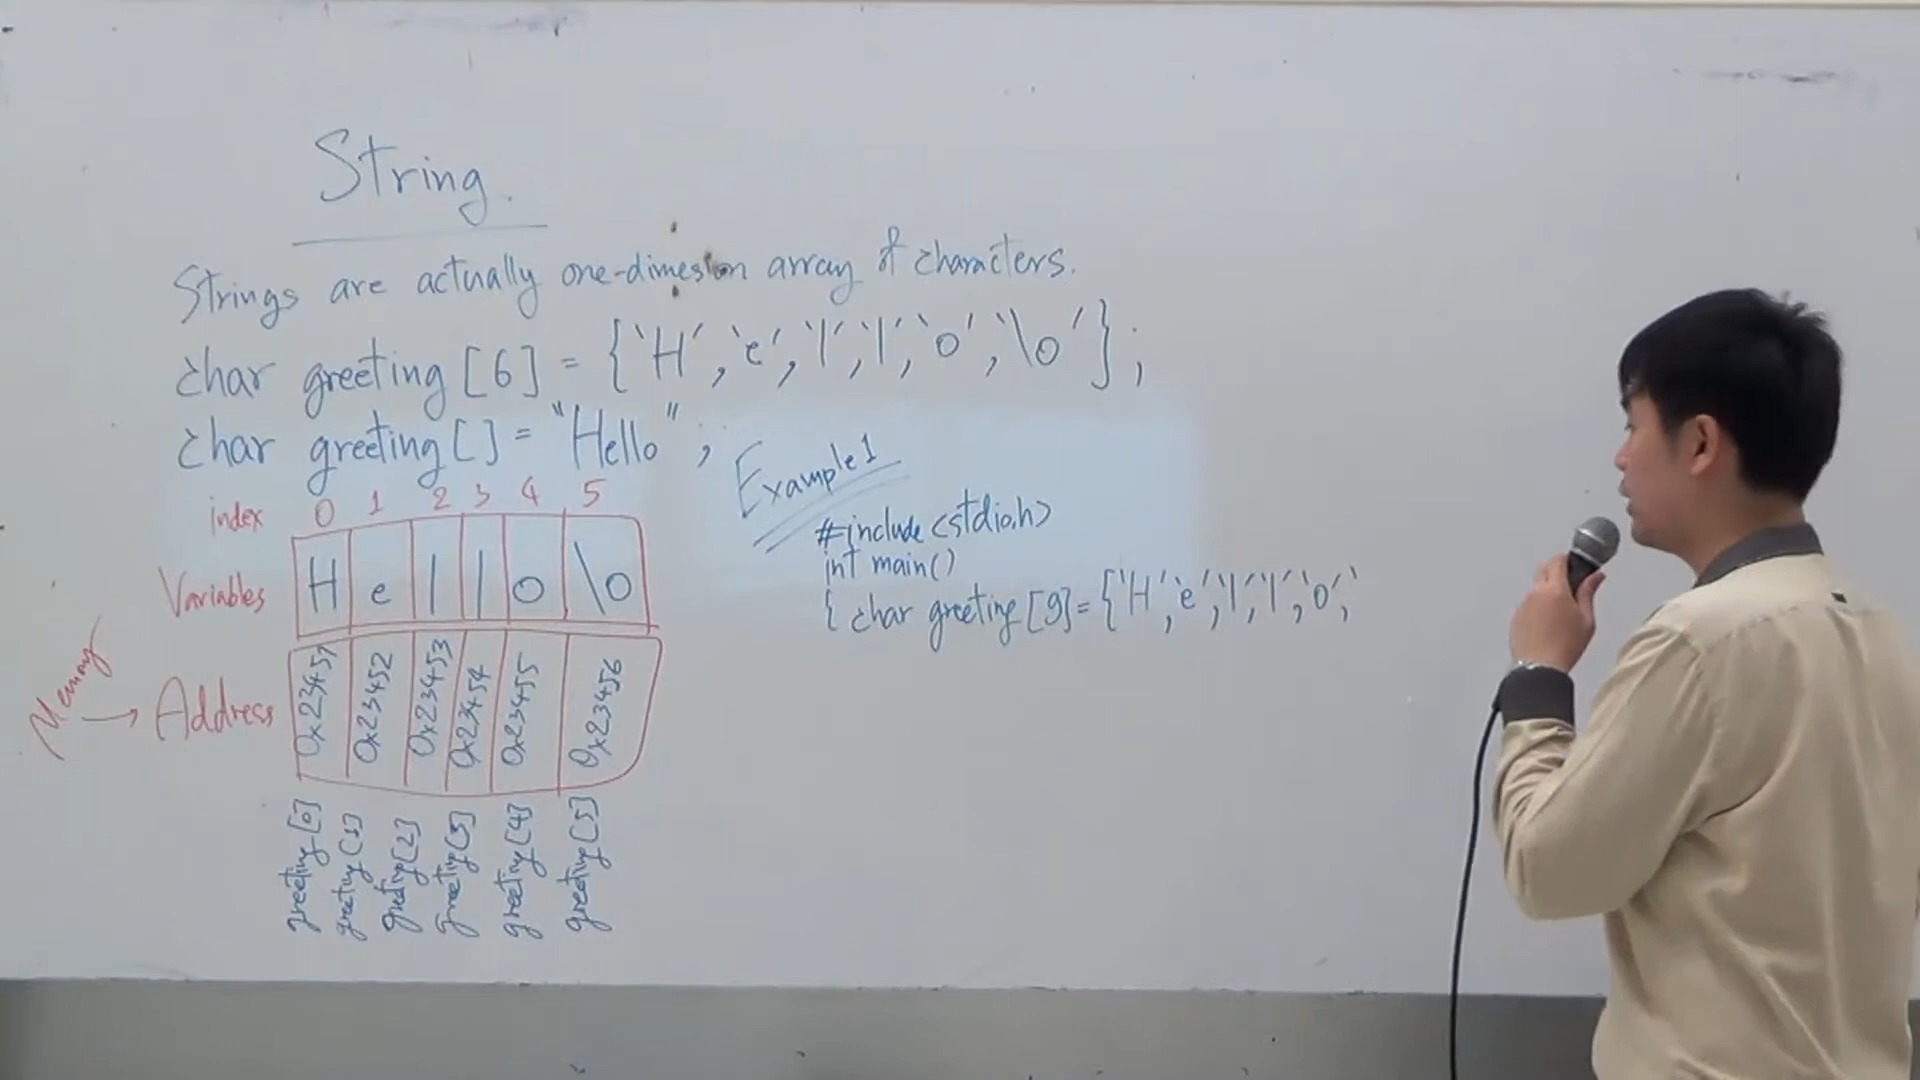 String.
Strings are actually one-dimesion array of characters.
char greeting [6] = {'H','e','l','l','o','\0'};
char greeting [ ] = "Hello";
index 0 1 2 3 4 5
Variables H e l l o \0
Memory → Address 0x23451 0x23452 0x23453 0x23454 0x23455 0x23456
greeting[0] greeting[1] greeting[2] greeting[3] greeting[4] greeting[5]
Example 1
#include <stdio.h>
int main()
{ char greeting [9] = {'H','e','l','l','o','